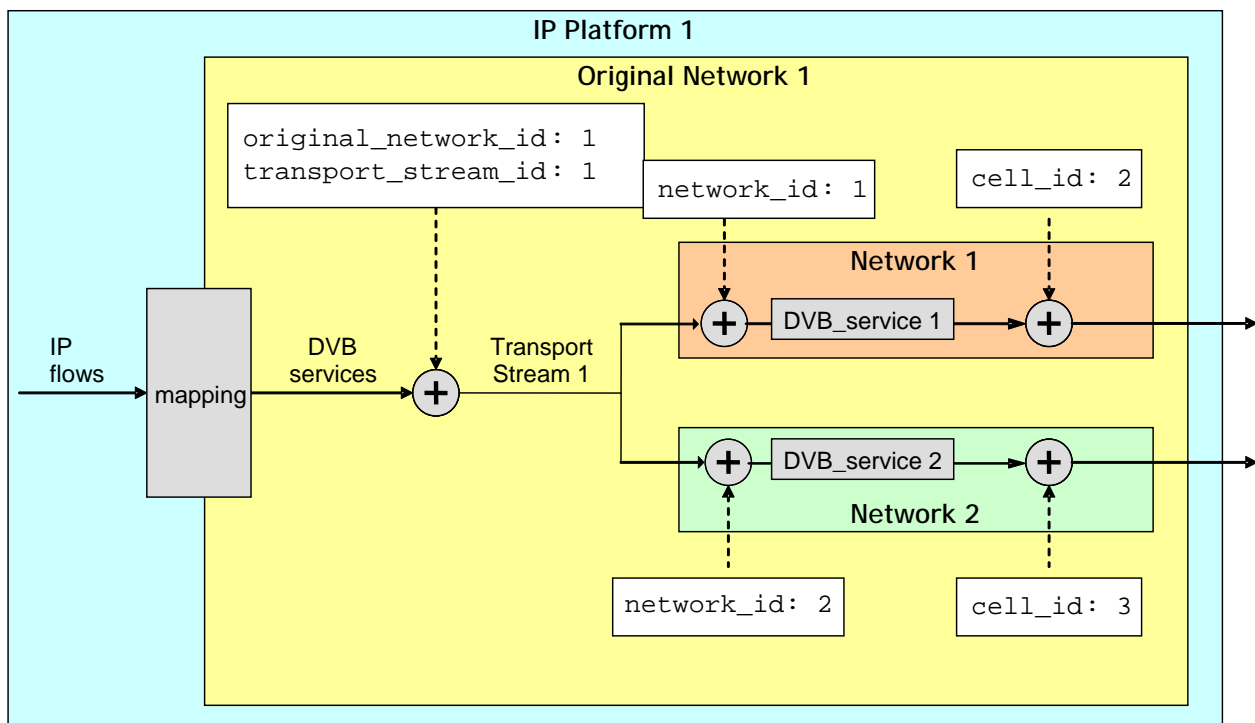 IP Platform 1
Original Network 1
original_network_id: 1
transport_stream_id: 1
network_id: 1
cell_id: 2
Network 1
DVB_service 1
IP
flows
mapping
DVB
services
Transport
Stream 1
DVB_service 2
Network 2
network_id: 2
cell_id: 3